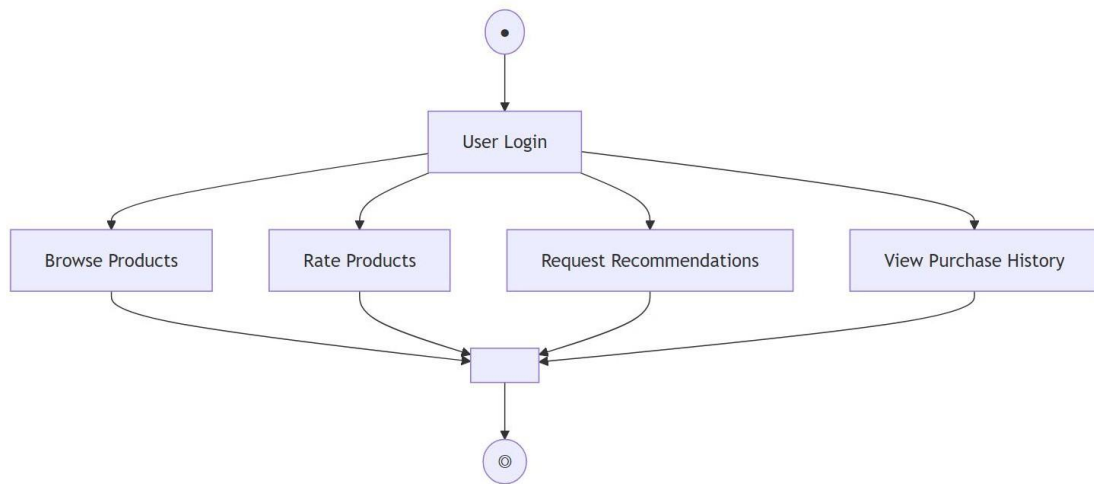 ●
User Login
Browse Products
Rate Products
Request Recommendations
View Purchase History
◎